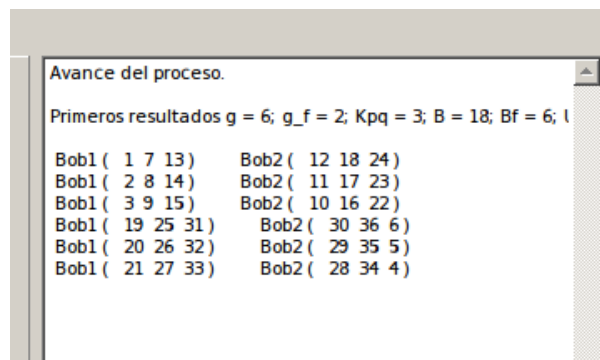 Avance del proceso.
Primeros resultados g = 6; g_f = 2; Kpq = 3; B = 18; Bf = 6;
Bob1 ( 1 7 13 ) Bob2 ( 12 18 24 )
Bob1 ( 2 8 14 ) Bob2 ( 11 17 23 )
Bob1 ( 3 9 15 ) Bob2 ( 10 16 22 )
Bob1 ( 19 25 31 ) Bob2 ( 30 36 6 )
Bob1 ( 20 26 32 ) Bob2 ( 29 35 5 )
Bob1 ( 21 27 33 ) Bob2 ( 28 34 4 )